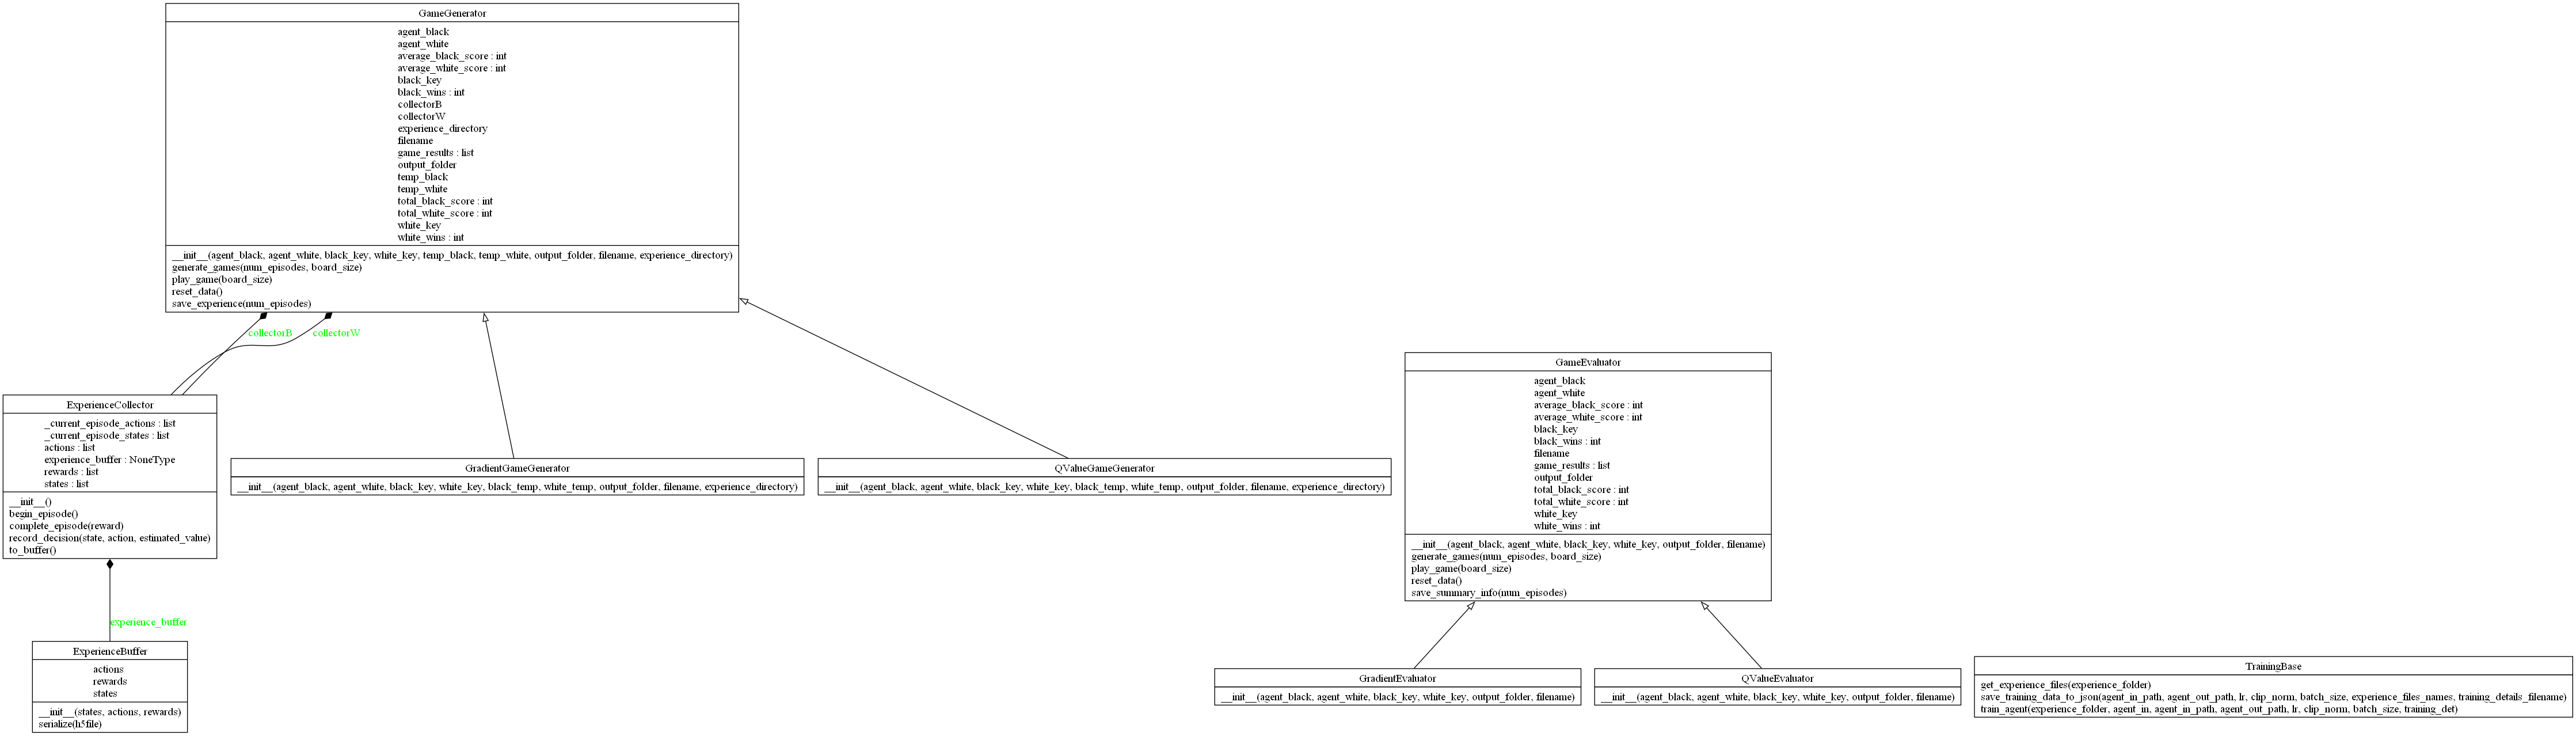 GameGenerator
agent_black
agent_white
average_black_score : int
average_white_score : int
black_key
black_wins : int
collectorB
collectorW
experience_directory
filename
game_results : list
output_folder
temp_black
temp_white
total_black_score : int
total_white_score : int
white_key
white_wins : int
__init__(agent_black, agent_white, black_key, white_key, temp_black, temp_white, output_folder, filename, experience_directory)
generate_games(num_episodes, board_size)
play_game(board_size)
reset_data()
save_experience(num_episodes)
collectorB
collectorW
ExperienceCollector
_current_episode_actions : list
_current_episode_states : list
actions : list
experience_buffer : NoneType
rewards : list
states : list
__init__()
begin_episode()
complete_episode(reward)
record_decision(state, action, estimated_value)
to_buffer()
GradientGameGenerator
__init__(agent_black, agent_white, black_key, white_key, black_temp, white_temp, output_folder, filename, experience_directory)
QValueGameGenerator
__init__(agent_black, agent_white, black_key, white_key, black_temp, white_temp, output_folder, filename, experience_directory)
GameEvaluator
agent_black
agent_white
average_black_score : int
average_white_score : int
black_key
black_wins : int
filename
game_results : list
output_folder
total_black_score : int
total_white_score : int
white_key
white_wins : int
__init__(agent_black, agent_white, black_key, white_key, output_folder, filename)
generate_games(num_episodes, board_size)
play_game(board_size)
reset_data()
save_summary_info(num_episodes)
experience_buffer
ExperienceBuffer
actions
rewards
states
__init__(states, actions, rewards)
serialize(h5file)
GradientEvaluator
__init__(agent_black, agent_white, black_key, white_key, output_folder, filename)
QValueEvaluator
__init__(agent_black, agent_white, black_key, white_key, output_folder, filename)
TrainingBase
get_experience_files(experience_folder)
save_training_data_to_json(agent_in_path, agent_out_path, lr, clip_norm, batch_size, experience_files_names, training_details_filename)
train_agent(experience_folder, agent_in, agent_in_path, agent_out_path, lr, clip_norm, batch_size, training_det)